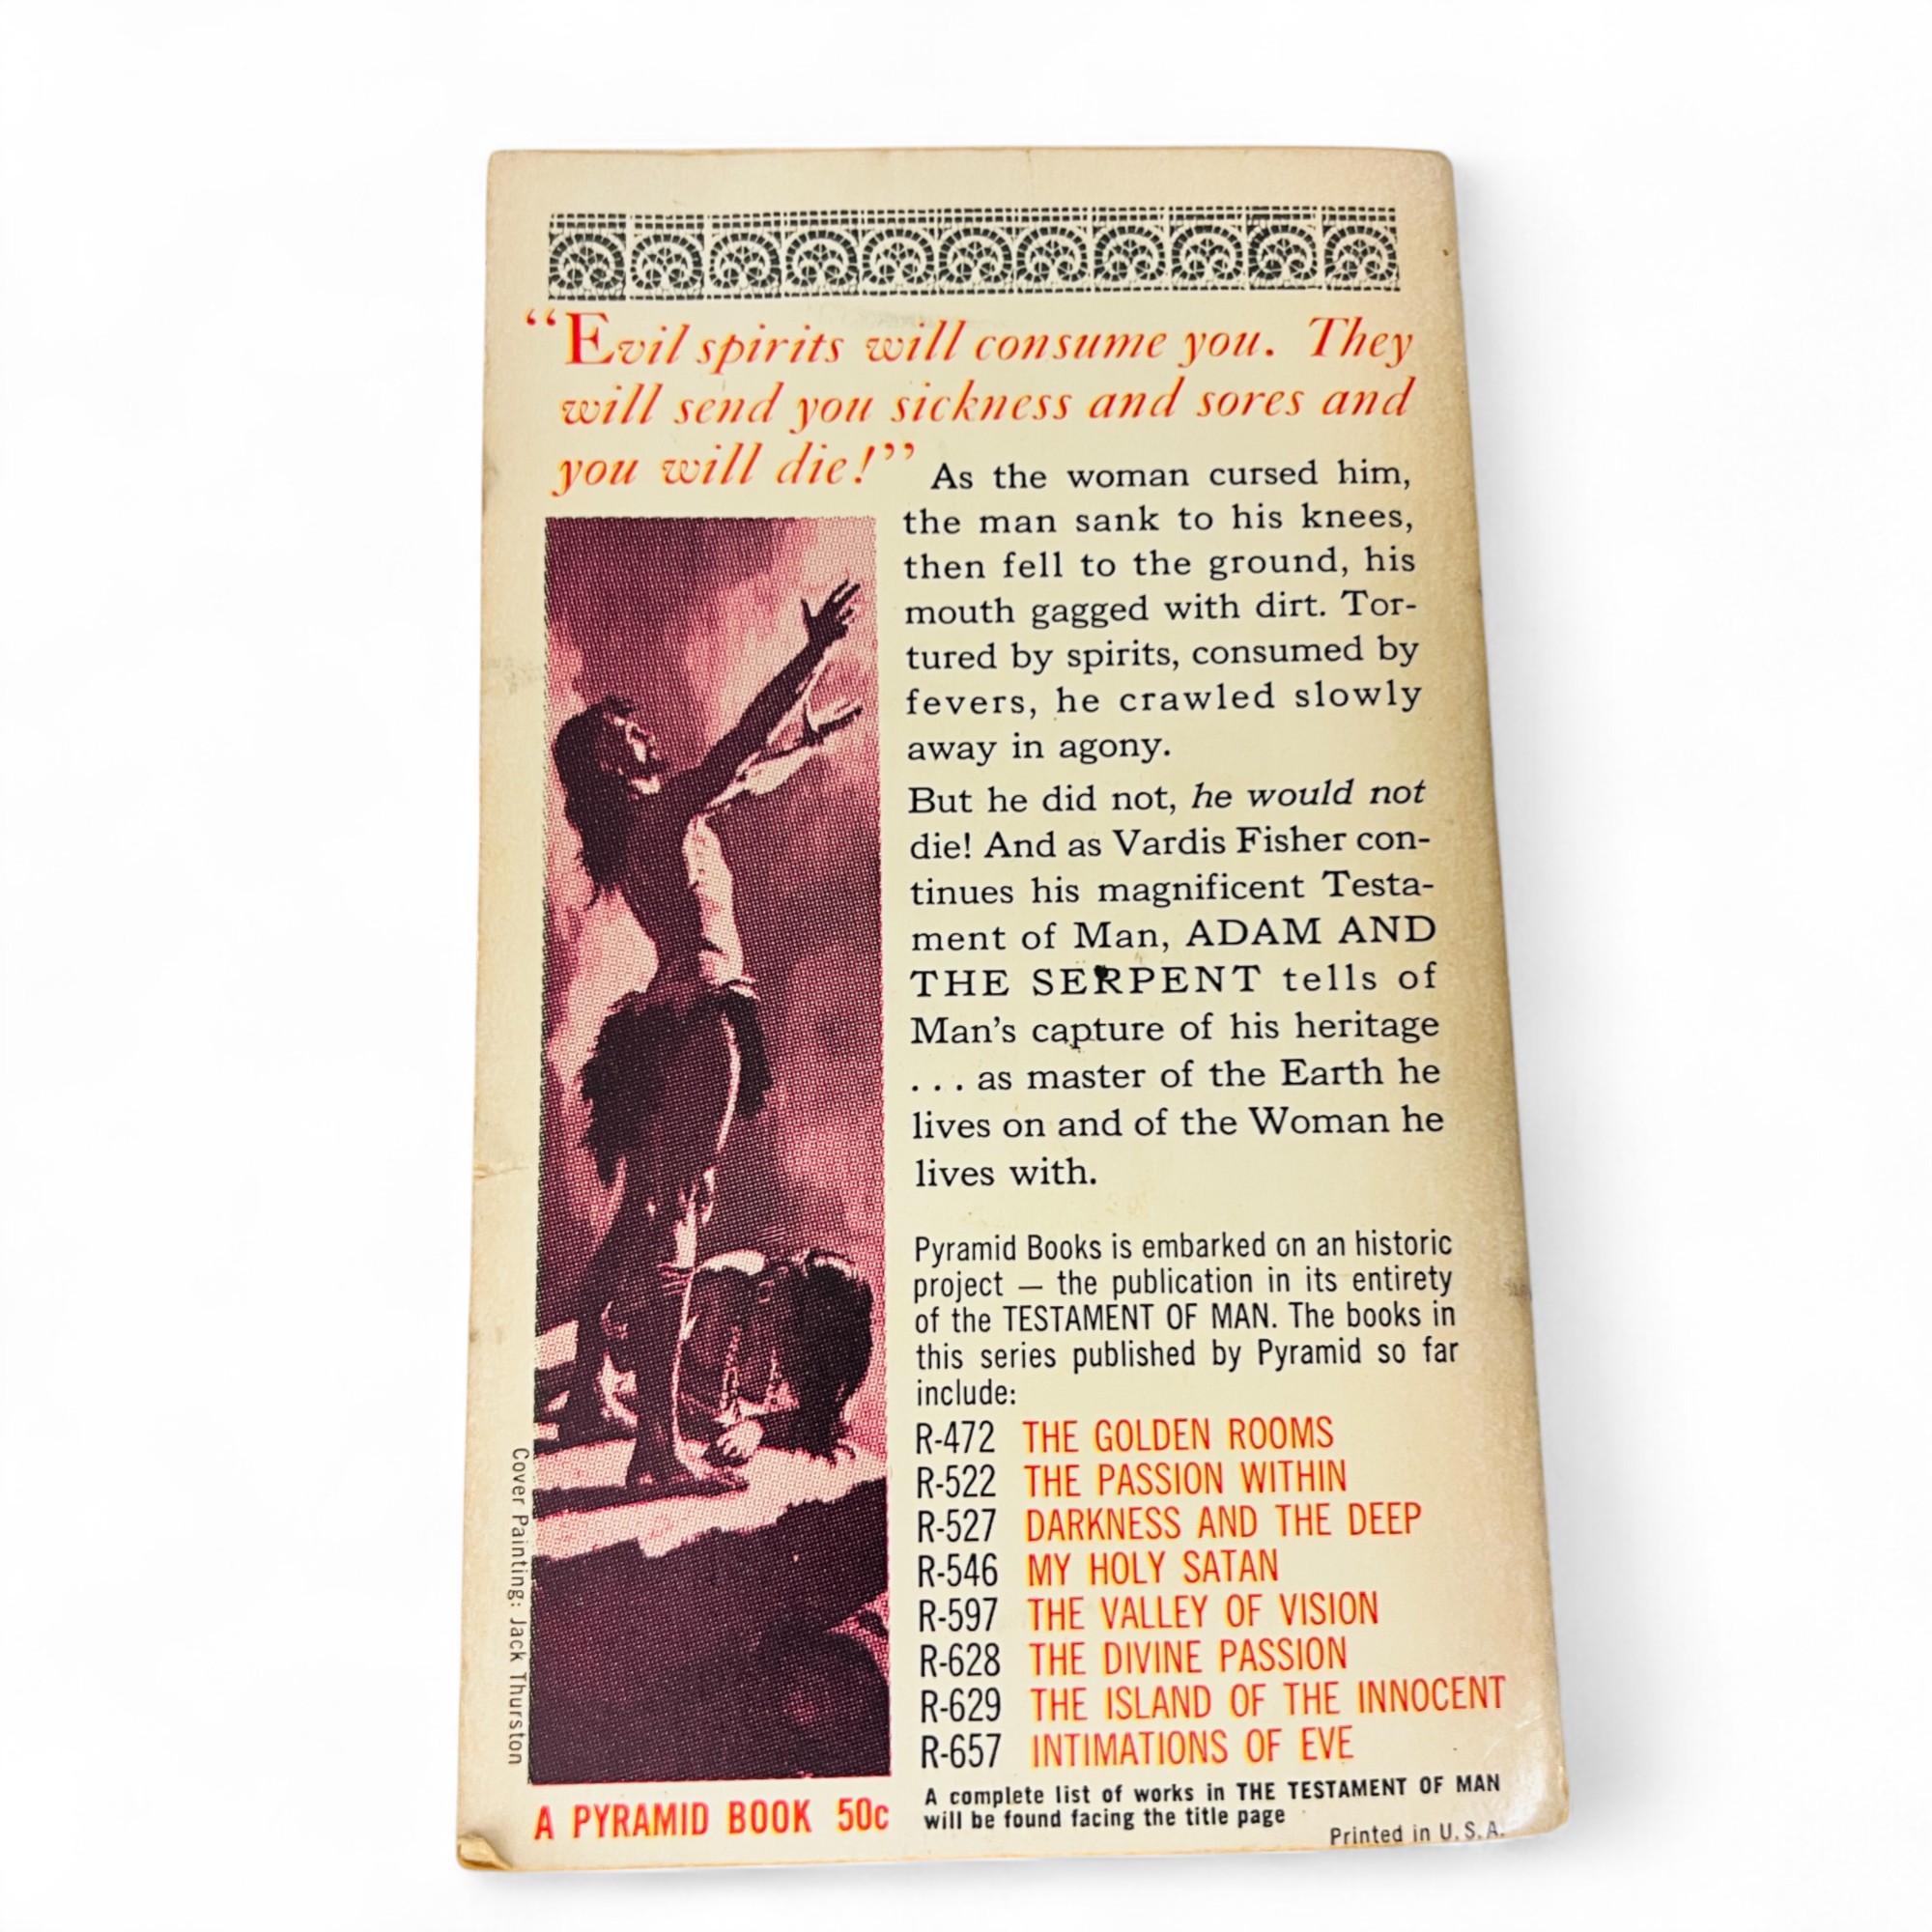 “Evil spirits will consume you. They
will send you sickness and sores and
you will die!” As the woman cursed him,
the man sank to his knees,
then fell to the ground, his
mouth gagged with dirt. Tor-
tured by spirits, consumed by
fevers, he crawled slowly
away in agony.
But he did not, he would not
die! And as Vardis Fisher con-
tinues his magnificent Testa-
ment of Man, ADAM AND
THE SERPENT tells of
Man’s capture of his heritage
. . . as master of the Earth he
lives on and of the Woman he
lives with.
Pyramid Books is embarked on an historic
project — the publication in its entirety
of the TESTAMENT OF MAN. The books in
this series published by Pyramid so far
include:
R-472 THE GOLDEN ROOMS
R-522 THE PASSION WITHIN
R-527 DARKNESS AND THE DEEP
R-546 MY HOLY SATAN
R-597 THE VALLEY OF VISION
R-628 THE DIVINE PASSION
R-629 THE ISLAND OF THE INNOCENT
R-657 INTIMATIONS OF EVE
A complete list of works in THE TESTAMENT OF MAN
will be found facing the title page
Printed in U.S.A.
Cover Painting: Jack Thurston
A PYRAMID BOOK 50c